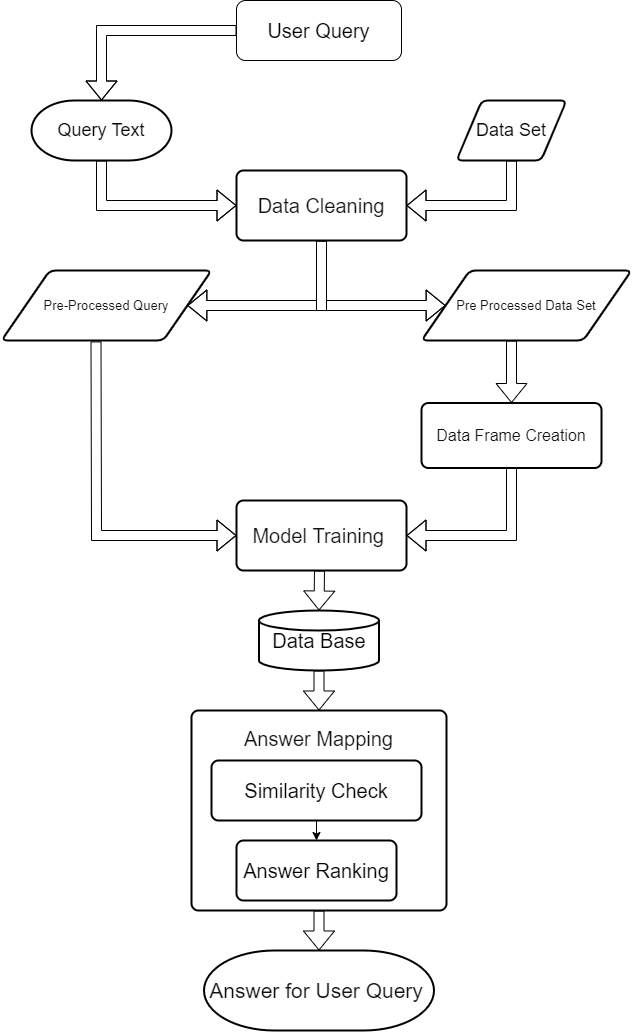 User Query
Query Text
Data Set
Data Cleaning
Pre-Processed Query
Pre Processed Data Set
Data Frame Creation
Model Training
Data Base
Answer Mapping
Similarity Check
Answer Ranking
Answer for User Query